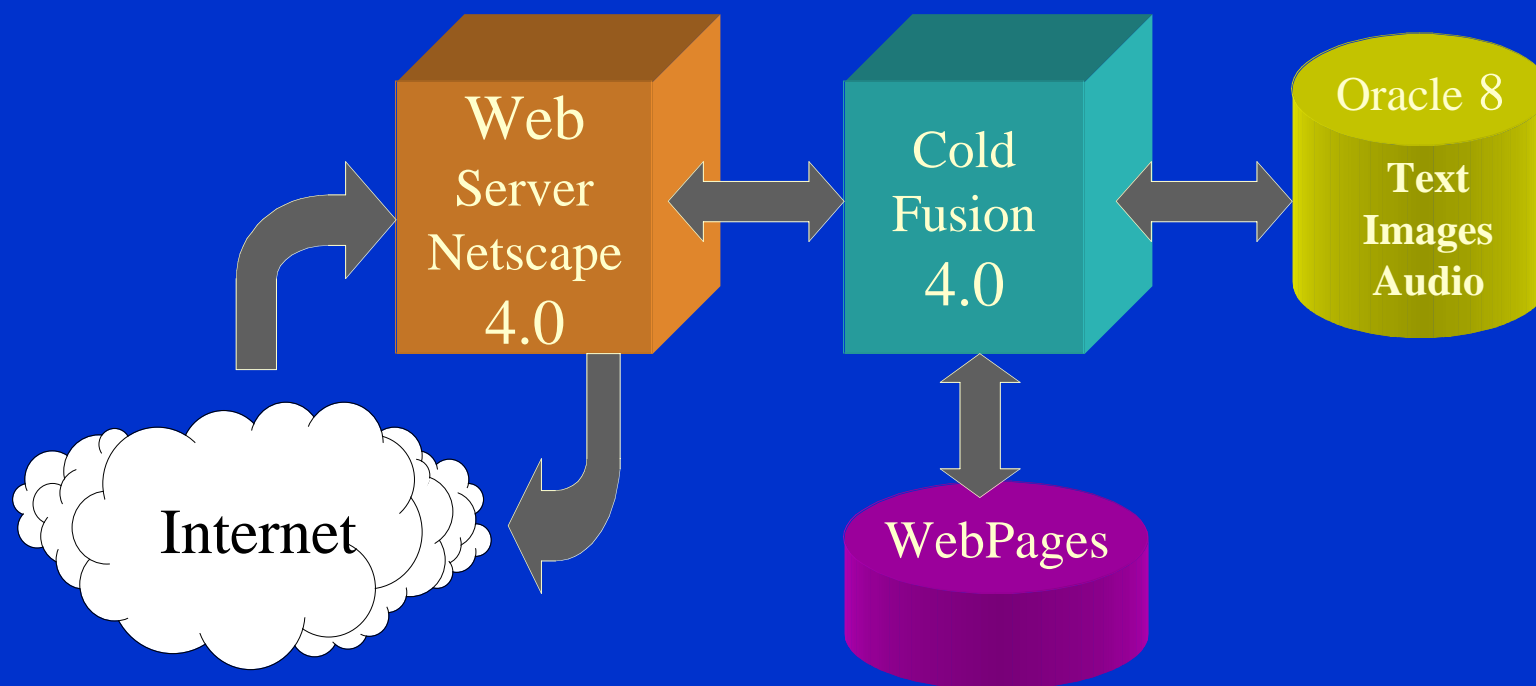 Web
Server
Netscape
4.0
Cold
Fusion
4.0
Oracle 8
Text
Images
Audio
Internet
WebPages